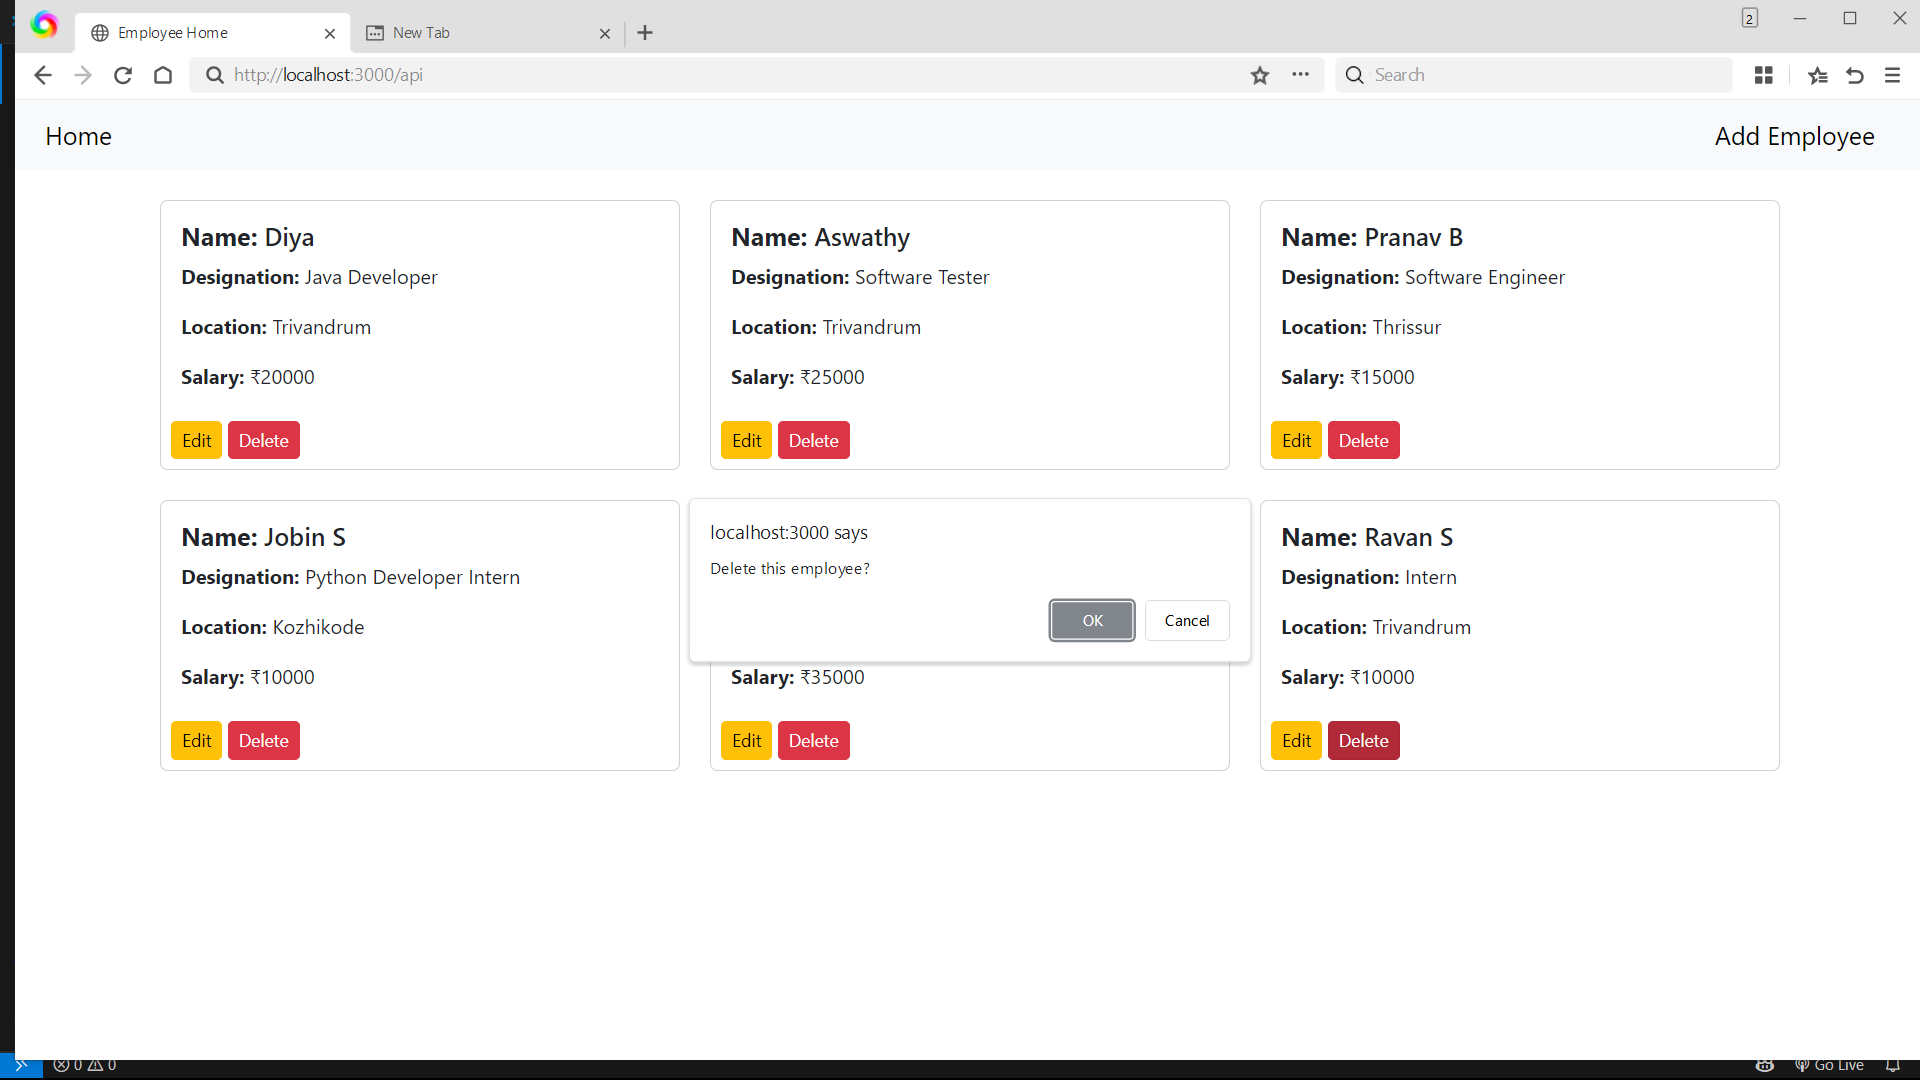 Employee Home
New Tab
2
http://localhost:3000/api
Search
Home
Add Employee
Name: Diya
Designation: Java Developer
Location: Trivandrum
Salary: ₹20000
Edit Delete
Name: Aswathy
Designation: Software Tester
Location: Trivandrum
Salary: ₹25000
Edit Delete
Name: Pranav B
Designation: Software Engineer
Location: Thrissur
Salary: ₹15000
Edit Delete
Name: Jobin S
Designation: Python Developer Intern
Location: Kozhikode
Salary: ₹10000
Edit Delete
localhost:3000 says
Delete this employee?
OK Cancel
Salary: ₹35000
Edit Delete
Name: Ravan S
Designation: Intern
Location: Trivandrum
Salary: ₹10000
Edit Delete
0 0
Go Live